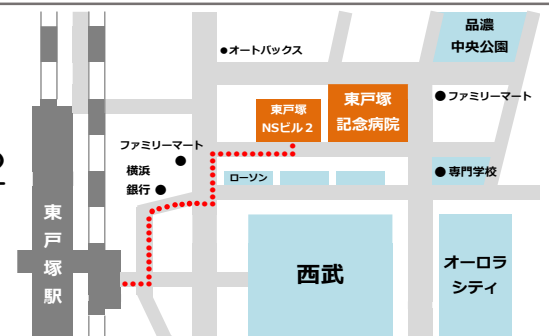 品濃
中央公園
●オートバックス
東戸塚
記念病院
東戸塚
NSビル２
●ファミリーマート
ファミリーマート
●
横浜
銀行 ●
ローソン
●専門学校
東
戸
塚
駅
西武
オーロラ
シティ